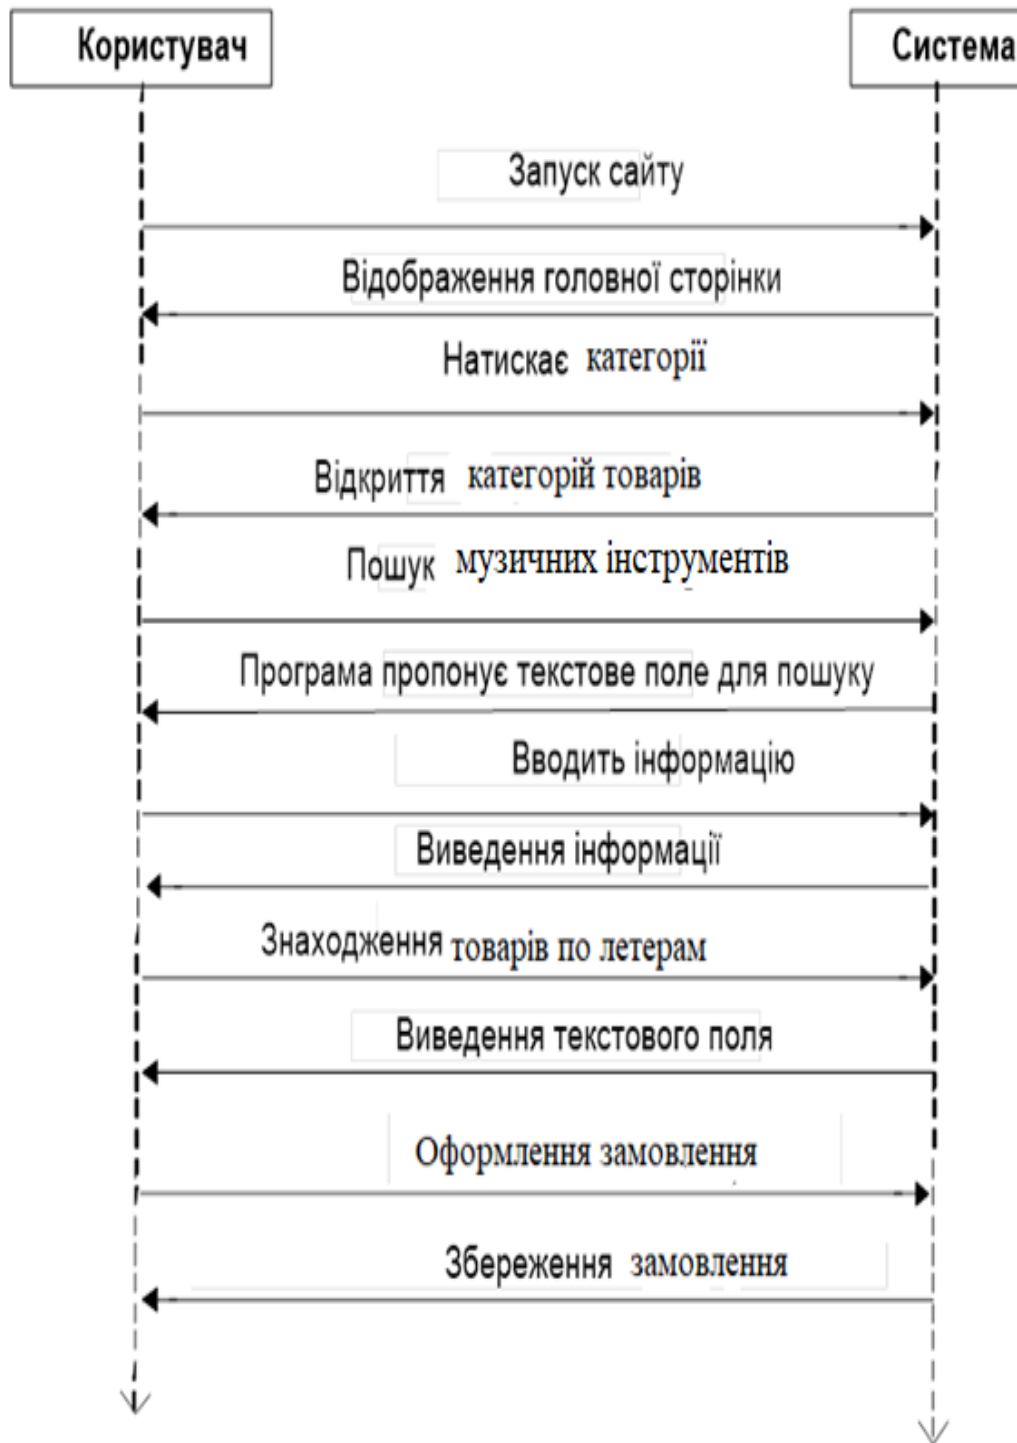 Користувач
Система
Запуск сайту
Відображення головної сторінки
Натискає категорії
Відкриття категорій товарів
Пошук музичних інструментів
Програма пропонує текстове поле для пошуку
Вводить інформацію
Виведення інформації
Знаходження товарів по летерам
Виведення текстового поля
Оформлення замовлення
Збереження замовлення